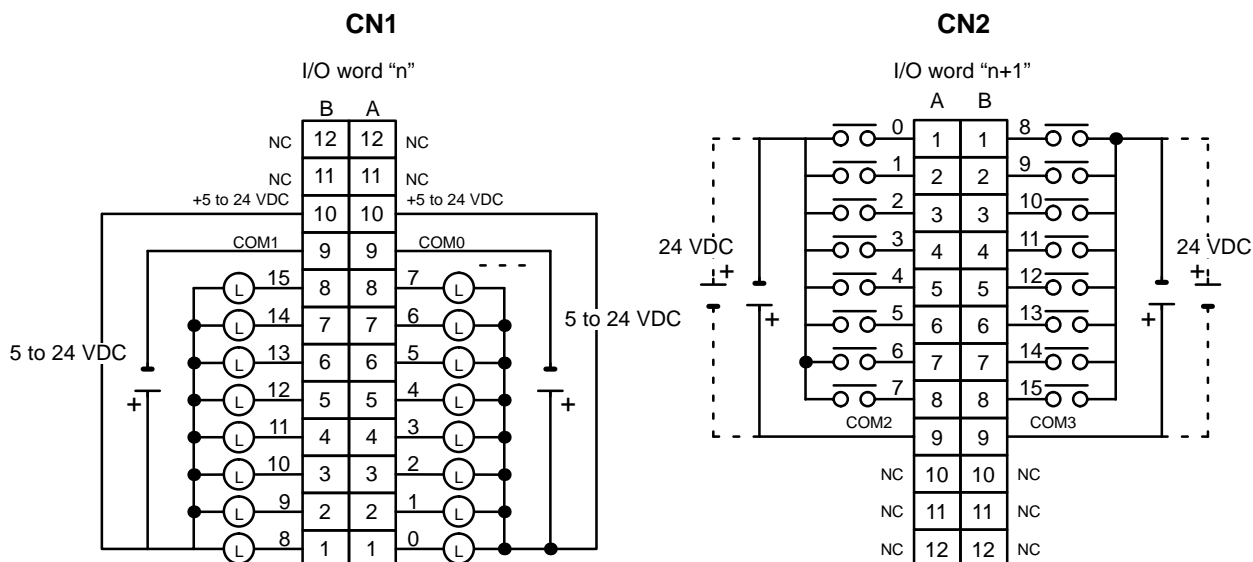 CN1
I/O word “n”
B A
NC 12 12 NC
NC 11 11 NC
+5 to 24 VDC 10 10 +5 to 24 VDC
COM1 9 9 COM0
L 15 8 8 7 L
L 14 7 7 6 L
L 13 6 6 5 L
L 12 5 5 4 L
L 11 4 4 3 L
L 10 3 3 2 L
L 9 2 2 1 L
L 8 1 1 0 L
5 to 24 VDC
+
+
5 to 24 VDC
CN2
I/O word “n+1”
A B
0 1 1 8
1 2 2 9
2 3 3 10
3 4 4 11
4 5 5 12
5 6 6 13
6 7 7 14
7 8 8 15
COM2 9 9 COM3
NC 10 10 NC
NC 11 11 NC
NC 12 12 NC
24 VDC
+
+
24 VDC
+
+